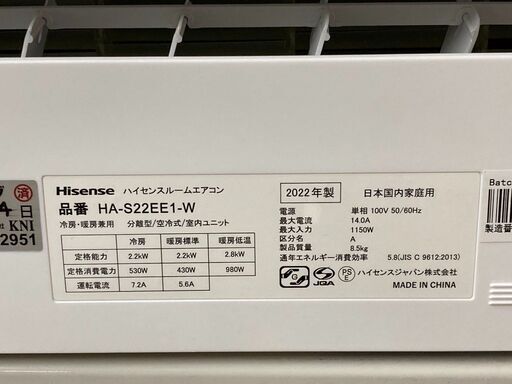 済
4日
KNI
2951
Hisense ハイセンスルームエアコン
品番 HA-S22EE1-W
冷房・暖房兼用 分離型/空冷式/室内ユニット
冷房 暖房標準 暖房低温
定格能力 2.2kW 2.2kW 2.8kW
定格消費電力 530W 430W 980W
運転電流 7.2A 5.6A
2022年製 日本国内家庭用
電源 単相 100V 50/60Hz
最大電流 14.0A
最大電力 1150W
区分名 A
製品質量 8.5kg
通年エネルギー消費効率 5.8(JIS C 9612:2013)
G JQA PS E ハイセンスジャパン株式会社
MADE IN CHINA
Batc
製造番